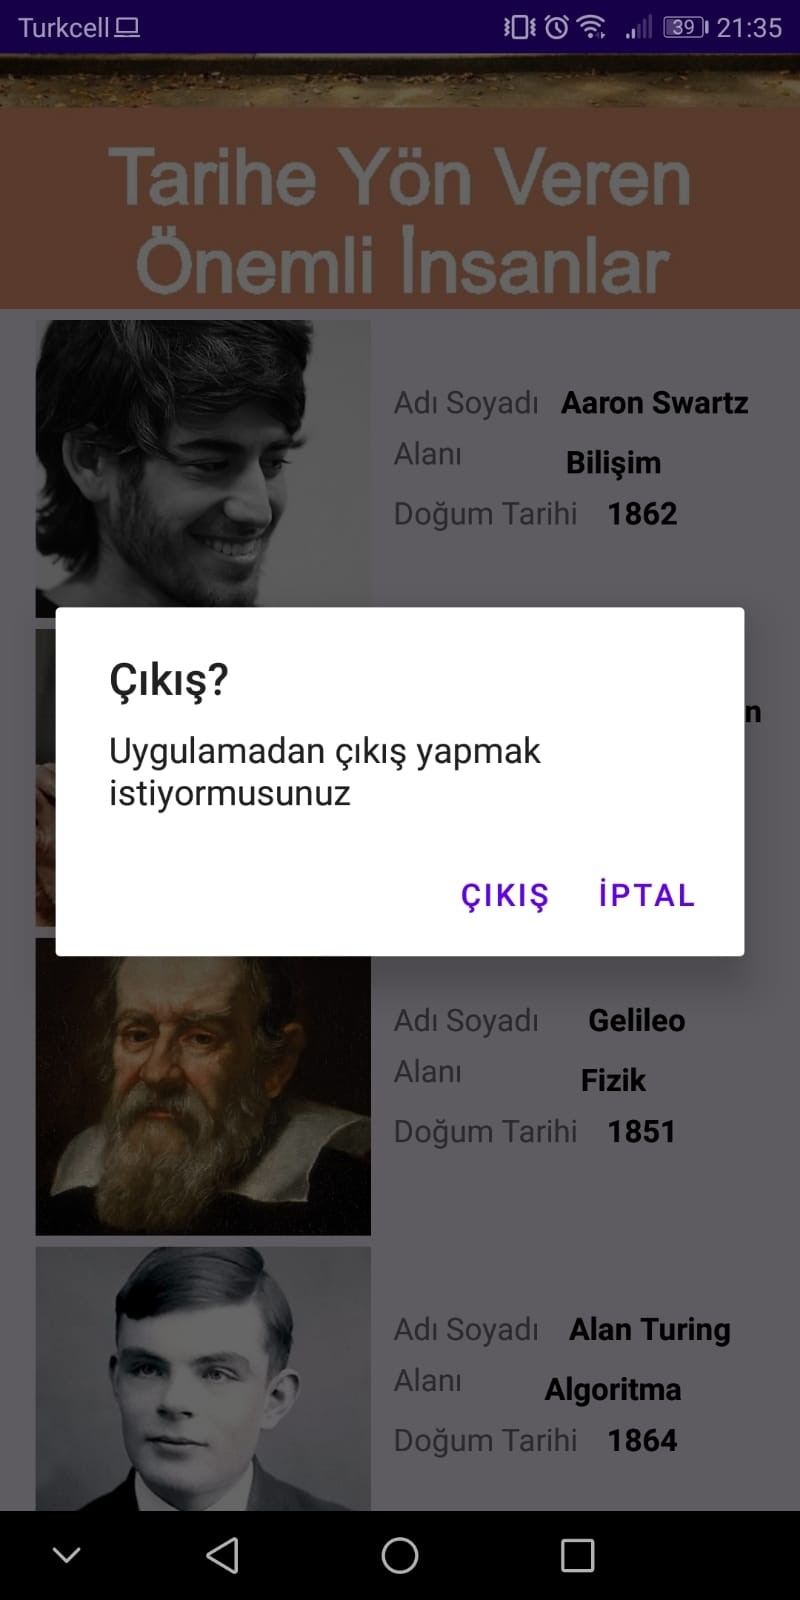 Turkcell
39
21:35
Tarihe Yön Veren
Önemli İnsanlar
Adı Soyadı Aaron Swartz
Alanı Bilişim
Doğum Tarihi 1862
n
Çıkış?
Uygulamadan çıkış yapmak
istiyormusunuz
ÇIKIŞ İPTAL
Adı Soyadı Gelileo
Alanı Fizik
Doğum Tarihi 1851
Adı Soyadı Alan Turing
Alanı Algoritma
Doğum Tarihi 1864